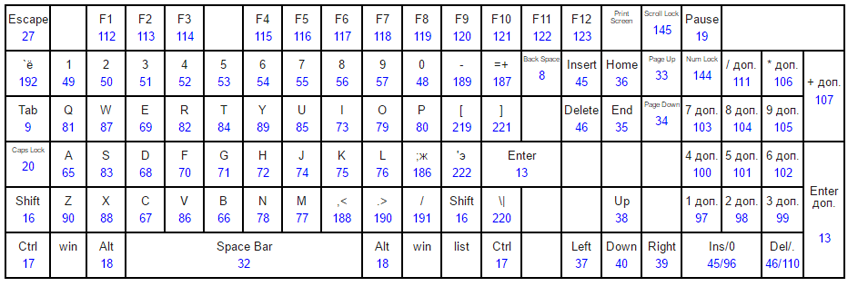 Escape F1 F2 F3 F4 F5 F6 F7 F8 F9 F10 F11 F12 Print Screen Scroll Lock Pause
27 112 113 114 115 116 117 118 119 120 121 122 123 145 19
`ё 1 2 3 4 5 6 7 8 9 0 - =+ Back Space Insert Home Page Up Num Lock / доп. * доп. + доп.
192 49 50 51 52 53 54 55 56 57 48 189 187 8 45 36 33 144 111 106 107
Tab Q W E R T Y U I O P [ ] Delete End Page Down 7 доп. 8 доп. 9 доп.
9 81 87 69 82 84 89 85 73 79 80 219 221 46 35 34 103 104 105
Caps Lock A S D F G H J K L ;ж 'э Enter 4 доп. 5 доп. 6 доп.
20 65 83 68 70 71 72 74 75 76 186 222 13 100 101 102
Shift Z X C V B N M ,< .> / Shift \| Up 1 доп. 2 доп. 3 доп. Enter доп.
16 90 88 67 86 66 78 77 188 190 191 16 220 38 97 98 99 13
Ctrl win Alt Space Bar Alt win list Ctrl Left Down Right Ins/0 Del/.
17 18 32 18 17 37 40 39 45/96 46/110